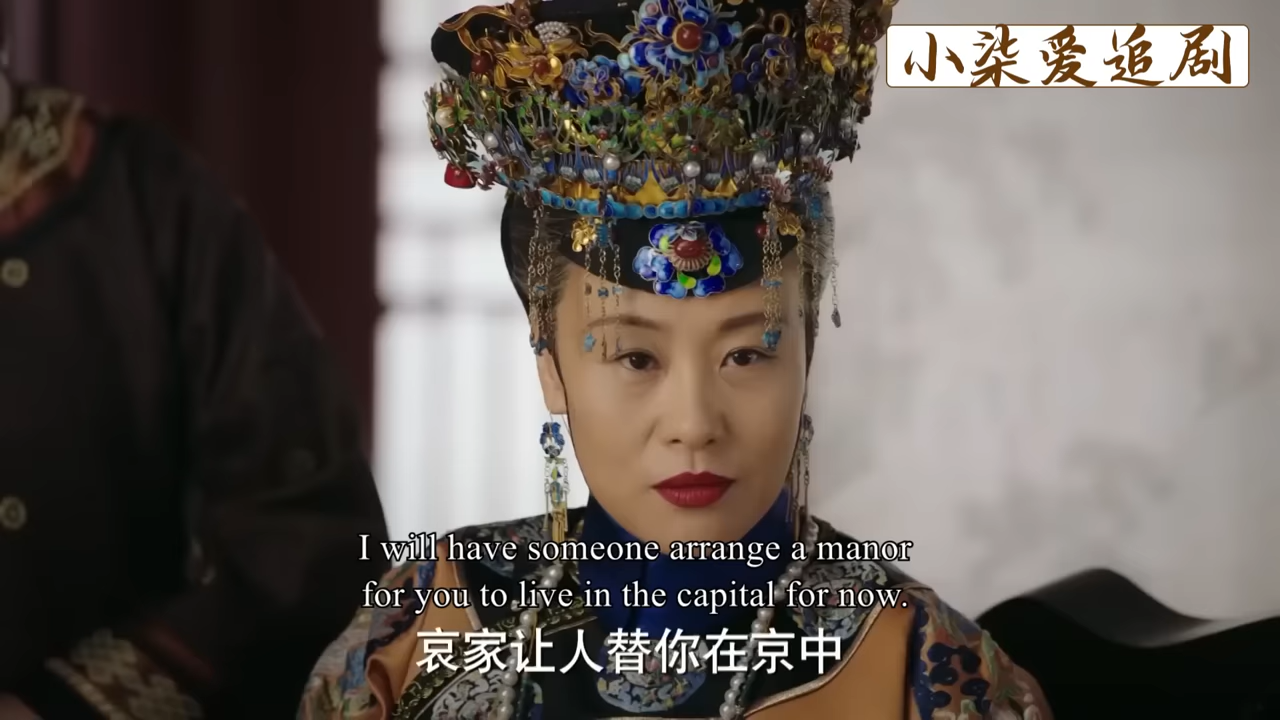 小柒爱追剧
I will have someone arrange a manor
for you to live in the capital for now.
哀家让人替你在京中